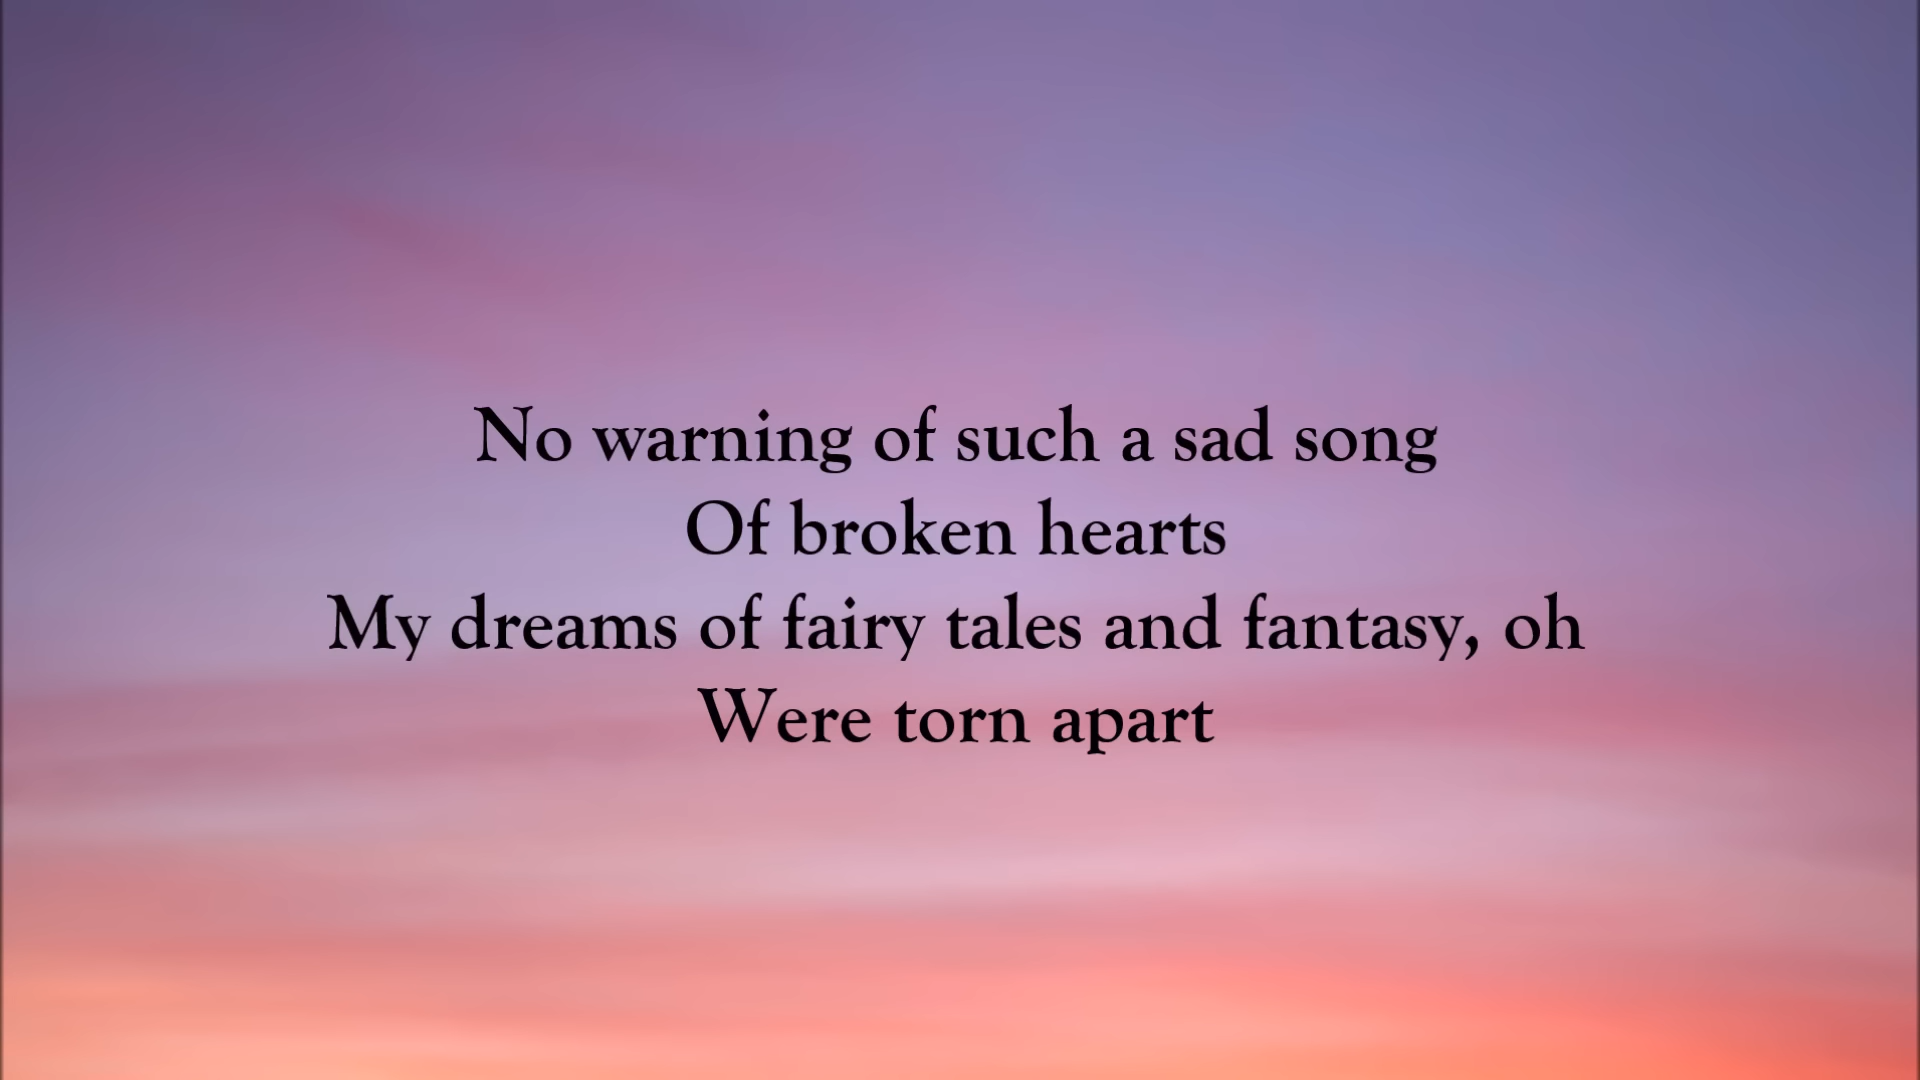 No warning of such a sad song
Of broken hearts
My dreams of fairy tales and fantasy, oh
Were torn apart